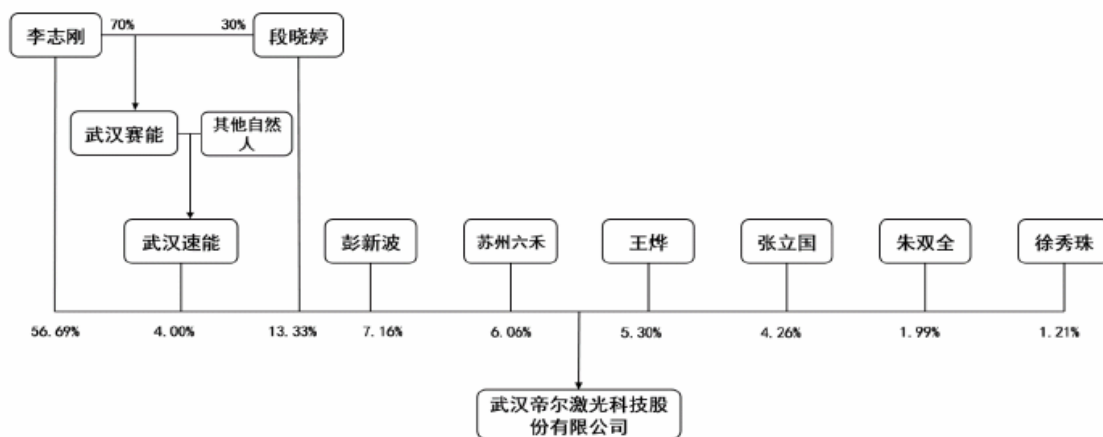 李志刚
70%
30%
段晓婷
武汉赛能
其他自然
人
武汉速能
彭新波
苏州六禾
王烨
张立国
朱双全
徐秀珠
56.69%
4.00%
13.33%
7.16%
6.06%
5.30%
4.26%
1.99%
1.21%
武汉帝尔激光科技股
份有限公司